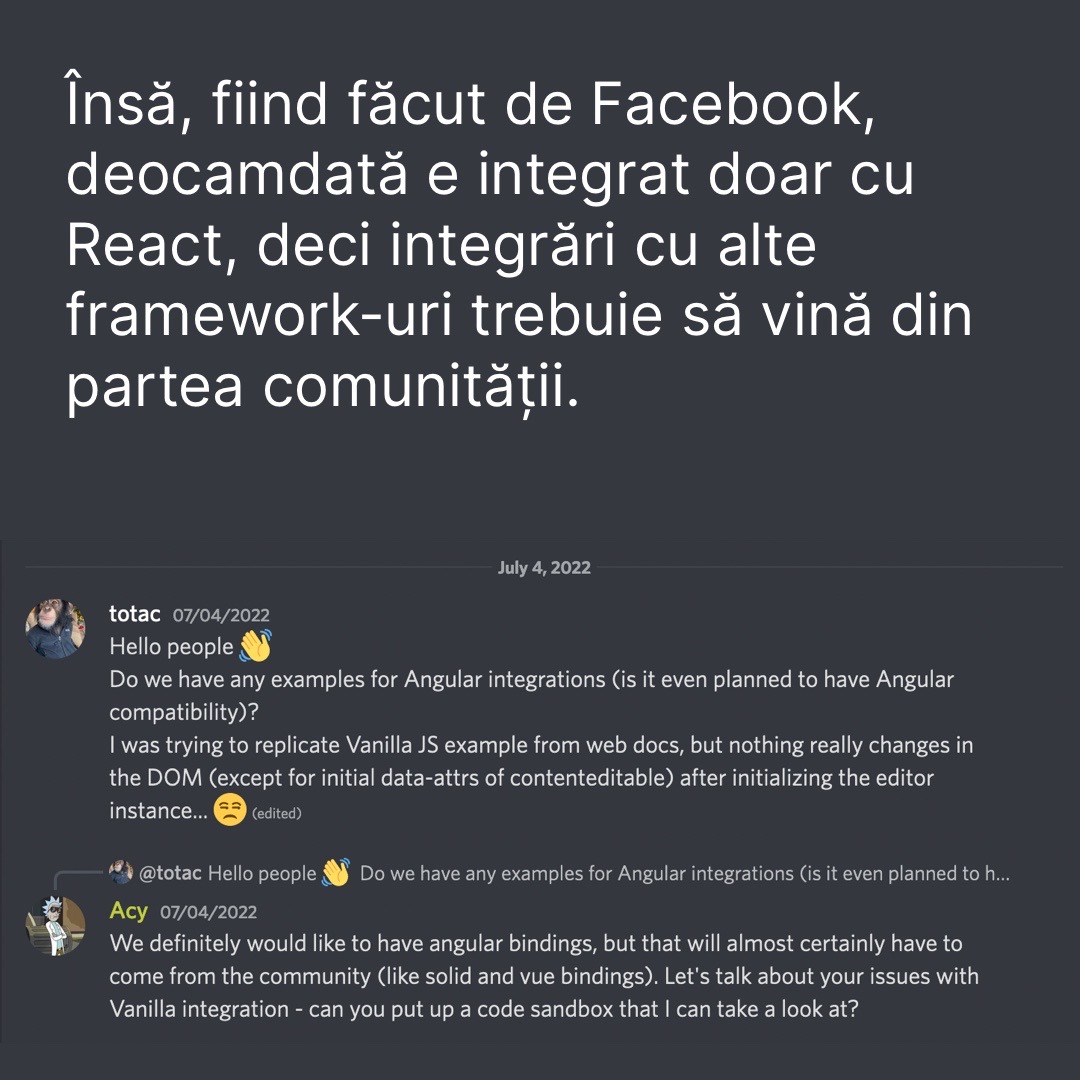 Însă, fiind făcut de Facebook,
deocamdată e integrat doar cu
React, deci integrări cu alte
framework-uri trebuie să vină din
partea comunității.
July 4, 2022
totac 07/04/2022
Hello people 👋
Do we have any examples for Angular integrations (is it even planned to have Angular
compatibility)?
I was trying to replicate Vanilla JS example from web docs, but nothing really changes in
the DOM (except for initial data-attrs of contenteditable) after initializing the editor
instance... 😒 (edited)
@totac Hello people 👋 Do we have any examples for Angular integrations (is it even planned to h...
Acy 07/04/2022
We definitely would like to have angular bindings, but that will almost certainly have to
come from the community (like solid and vue bindings). Let's talk about your issues with
Vanilla integration - can you put up a code sandbox that I can take a look at?